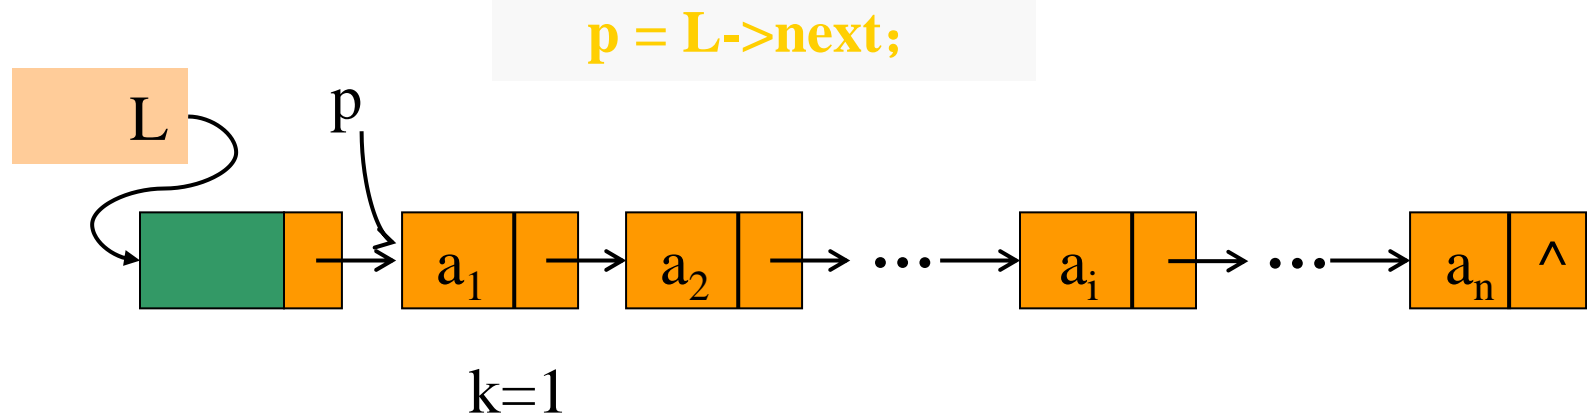 p = L->next；
L
p
a₁ a₂ ••• aᵢ ••• aₙ ^
k=1